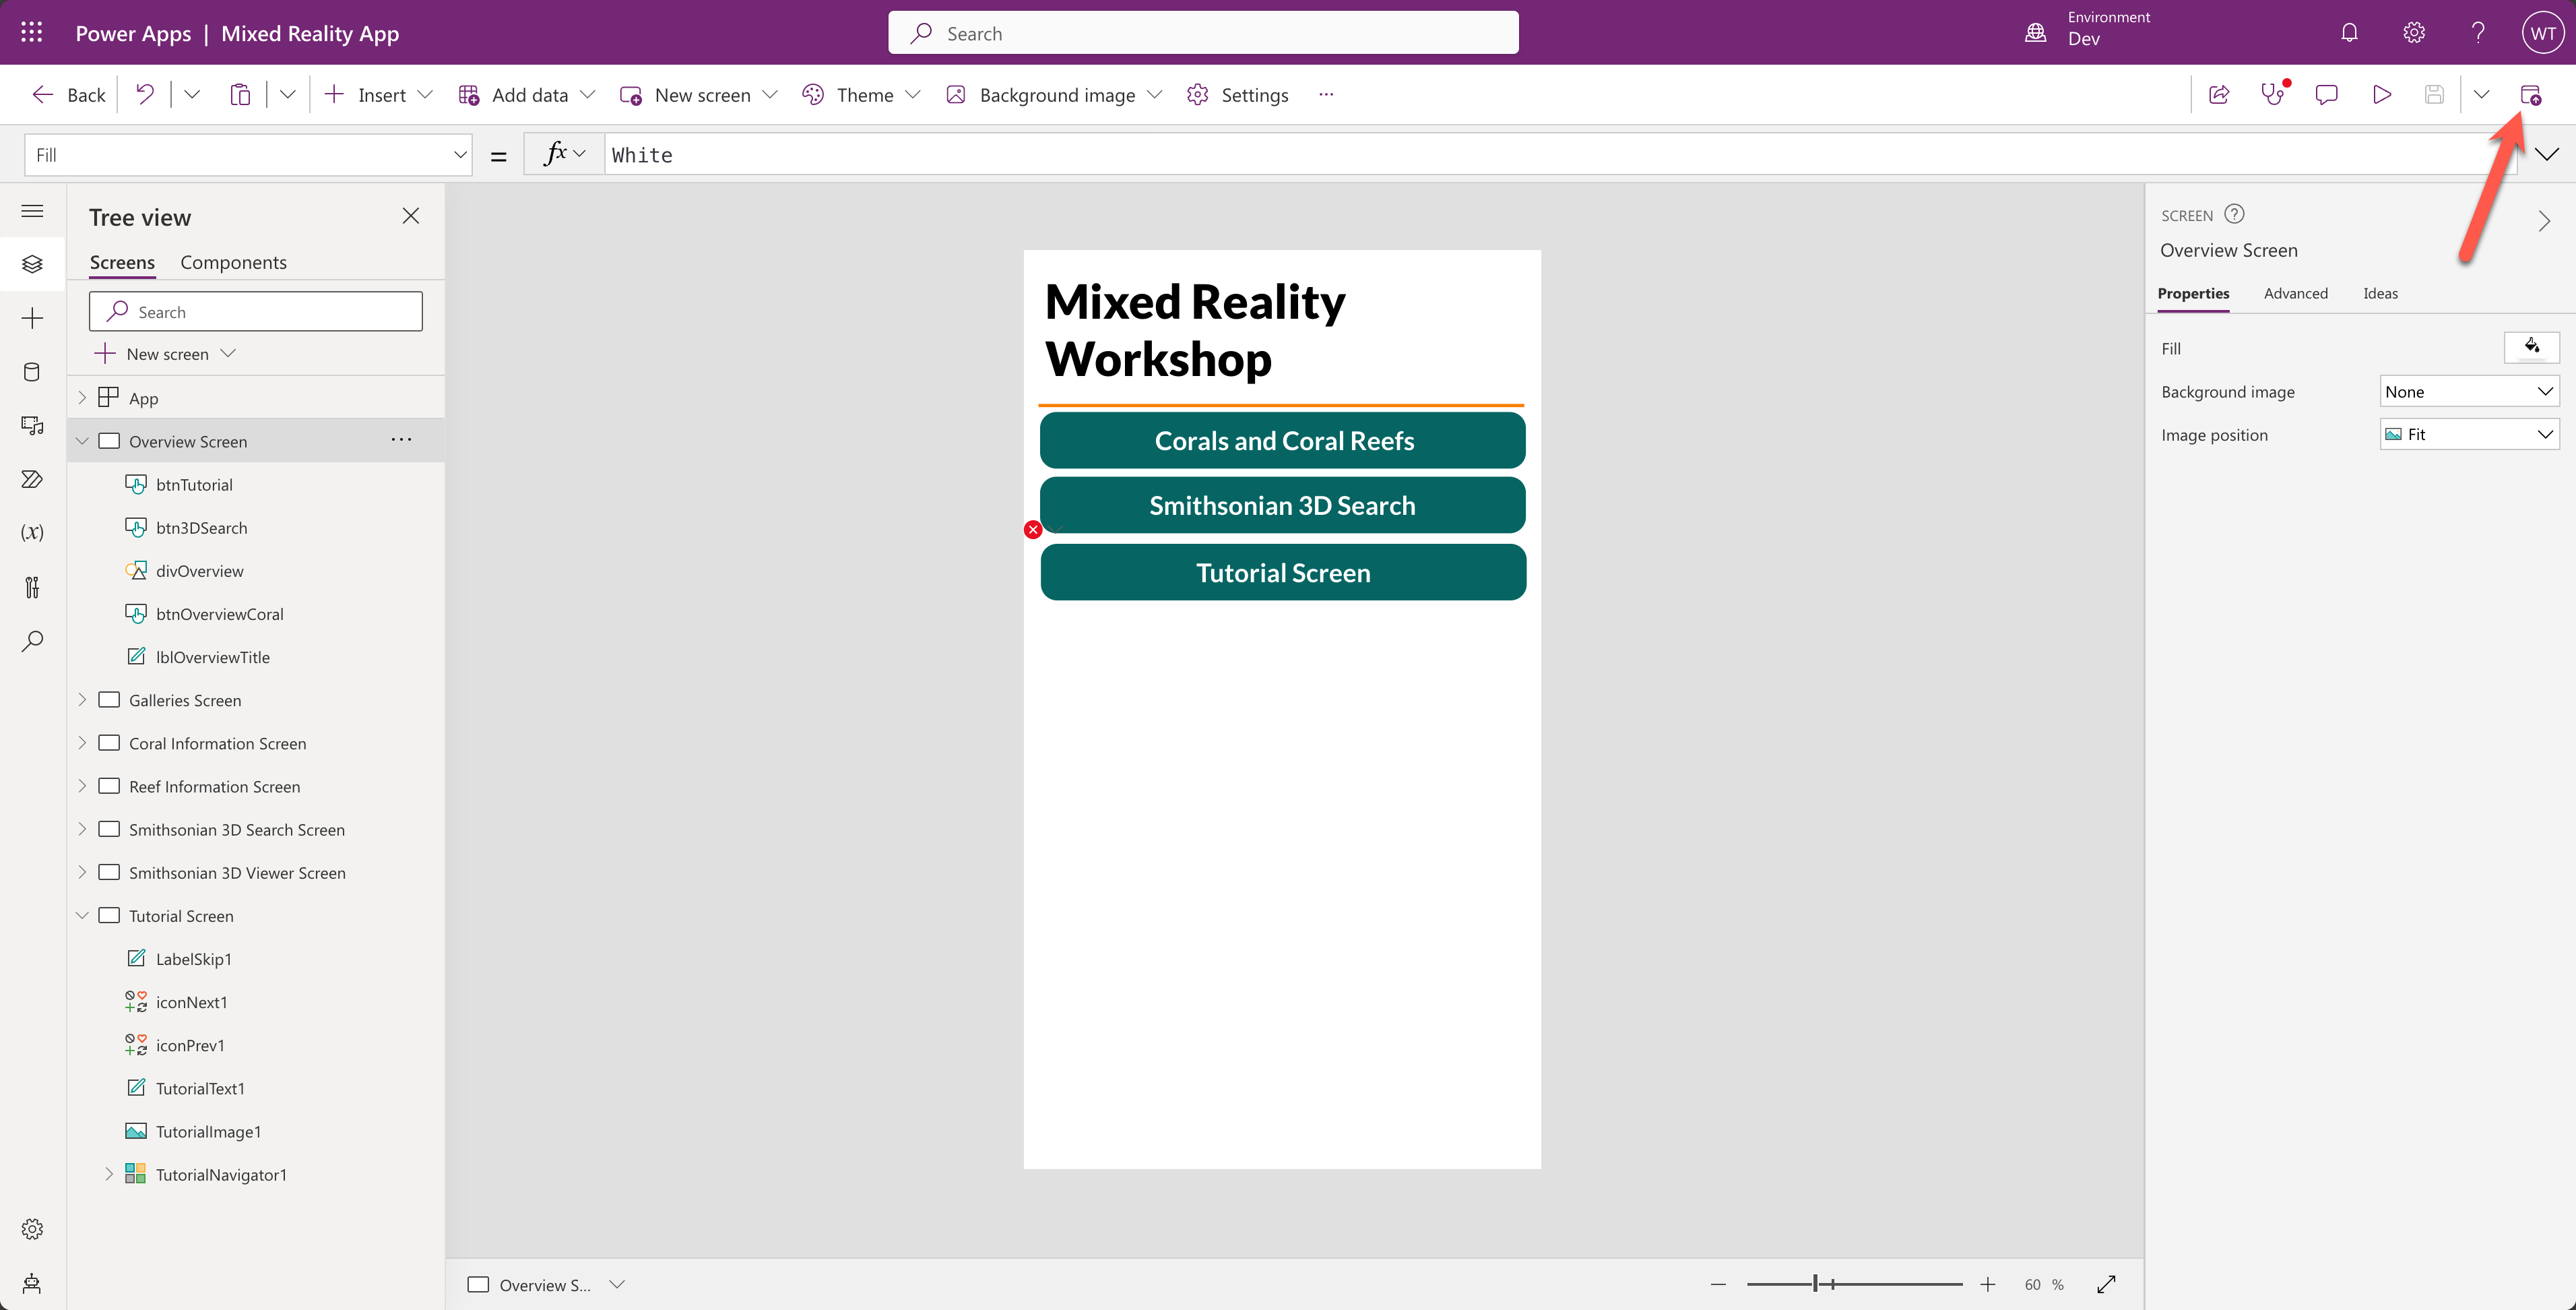 Power Apps | Mixed Reality App
Search
Environment
Dev
WT
Back
Insert
Add data
New screen
Theme
Background image
Settings
Fill
=
fx
White
Tree view
Screens
Components
Search
New screen
App
Overview Screen
btnTutorial
btn3DSearch
divOverview
btnOverviewCoral
lblOverviewTitle
Galleries Screen
Coral Information Screen
Reef Information Screen
Smithsonian 3D Search Screen
Smithsonian 3D Viewer Screen
Tutorial Screen
LabelSkip1
iconNext1
iconPrev1
TutorialText1
TutorialImage1
TutorialNavigator1
(x)
Mixed Reality
Workshop
Corals and Coral Reefs
Smithsonian 3D Search
Tutorial Screen
SCREEN
Overview Screen
Properties
Advanced
Ideas
Fill
Background image
None
Image position
Fit
Overview S...
60 %